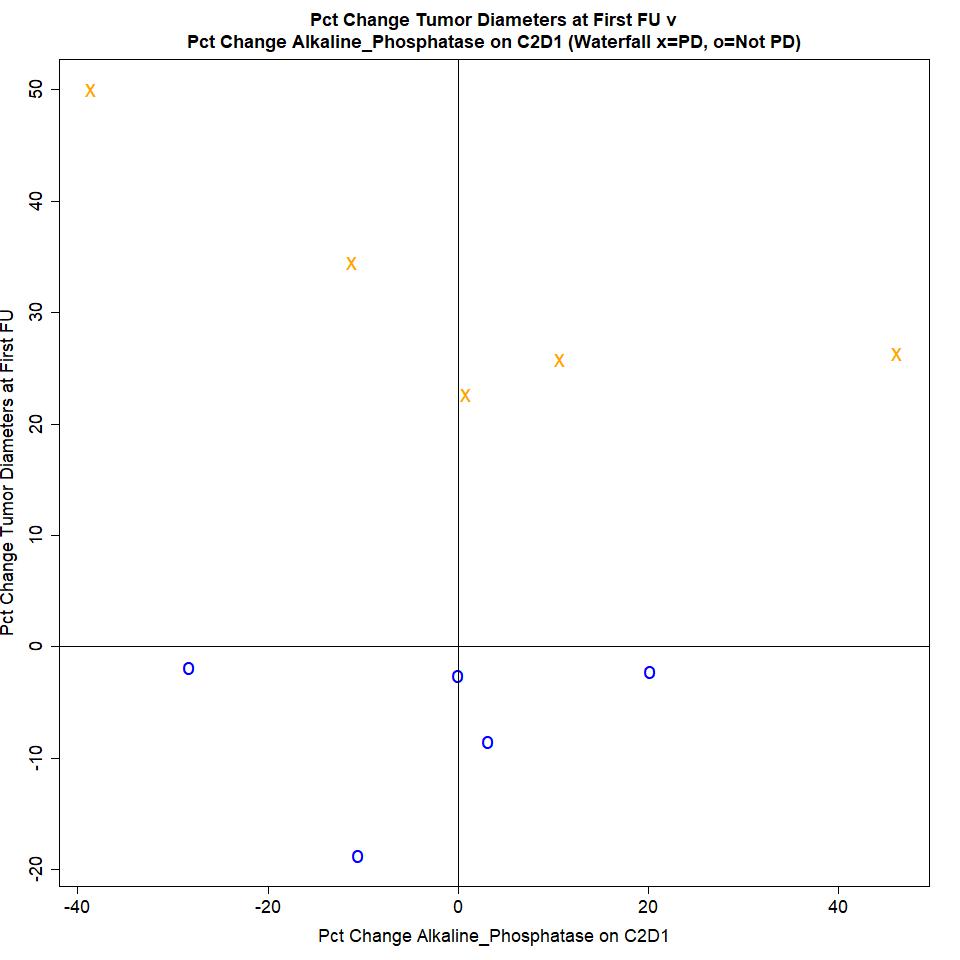 Pct Change Tumor Diameters at First FU v
Pct Change Alkaline_Phosphatase on C2D1 (Waterfall x=PD, o=Not PD)
Pct Change Tumor Diameters at First FU
50
40
30
20
10
0
-10
-20
X
X
X
X
X
O
O
O
O
O
-40
-20
0
20
40
Pct Change Alkaline_Phosphatase on C2D1